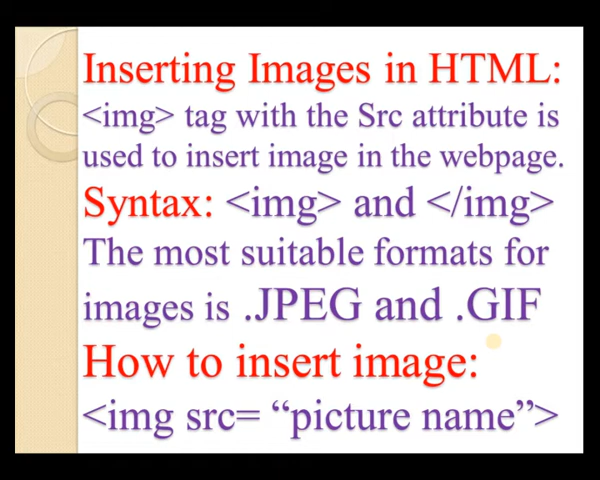 Inserting Images in HTML:
<img> tag with the Src attribute is
used to insert image in the webpage.
Syntax: <img> and </img>
The most suitable formats for
images is .JPEG and .GIF
How to insert image:
<img src= “picture name”>